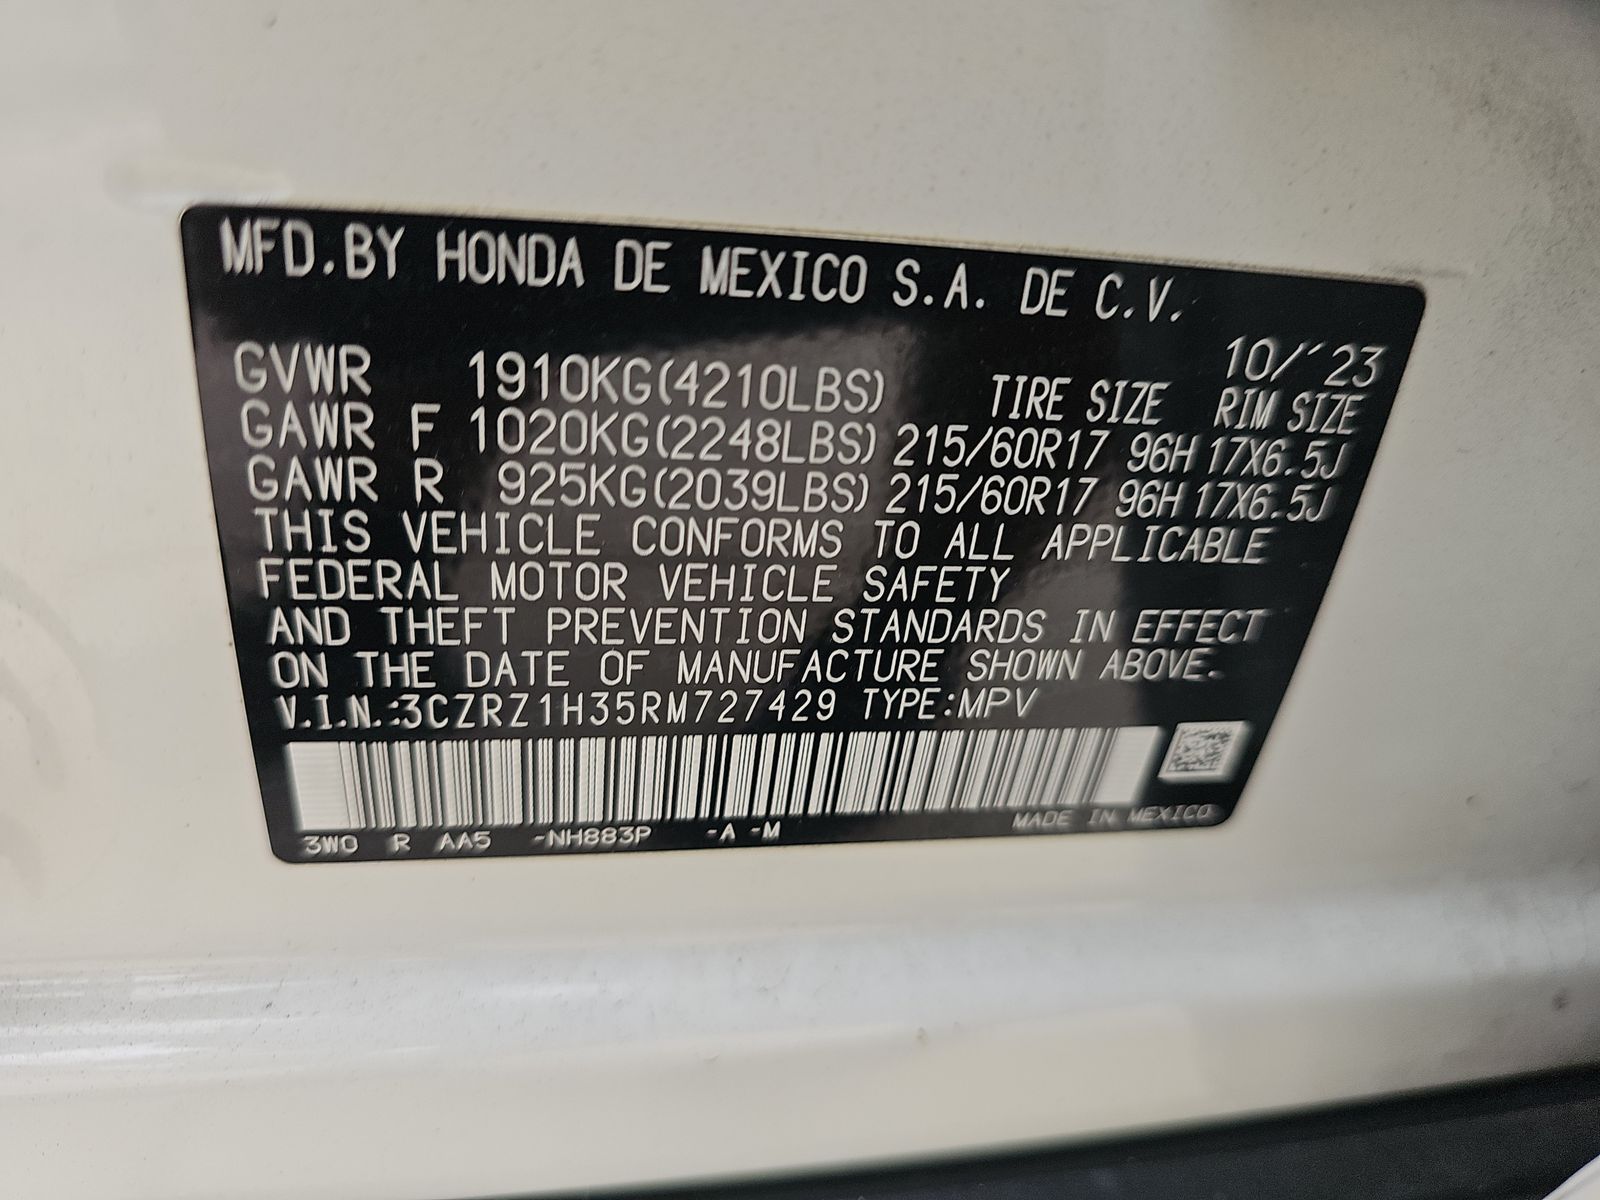 MFD.BY HONDA DE MEXICO S.A. DE C.V.
10/'23
GVWR 1910KG(4210LBS) TIRE SIZE RIM SIZE
GAWR F 1020KG(2248LBS) 215/60R17 96H 17X6.5J
GAWR R 925KG(2039LBS) 215/60R17 96H 17X6.5J
THIS VEHICLE CONFORMS TO ALL APPLICABLE
FEDERAL MOTOR VEHICLE SAFETY
AND THEFT PREVENTION STANDARDS IN EFFECT
ON THE DATE OF MANUFACTURE SHOWN ABOVE.
V.I.N.:3CZRZ1H35RM727429 TYPE:MPV
3W0 R AA5 -NH883P -A -M MADE IN MEXICO